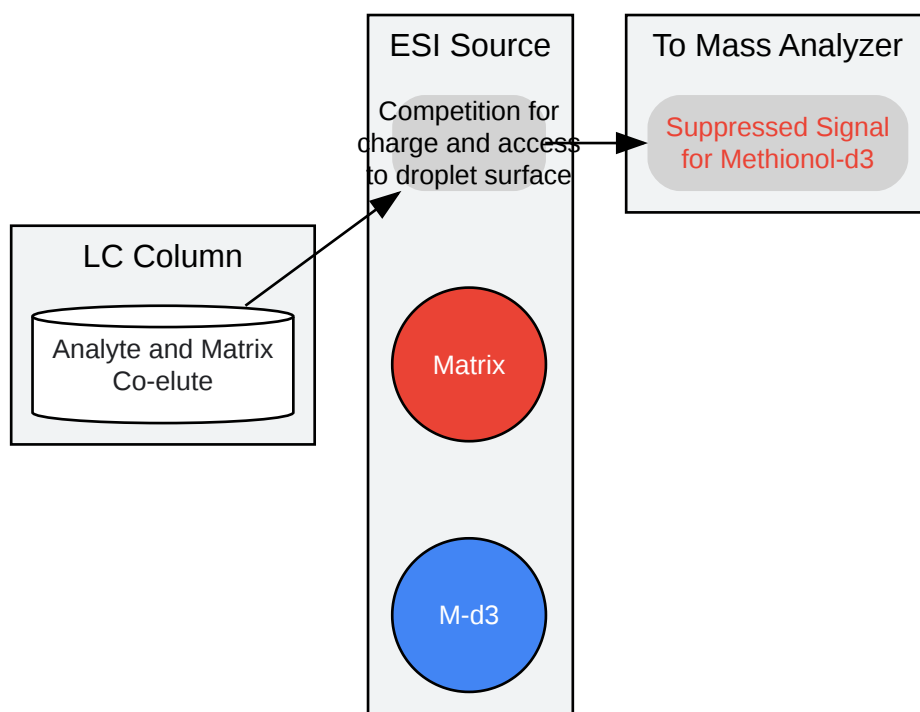 ESI Source
To Mass Analyzer
Competition for
charge and access
to droplet surface
Suppressed Signal
for Methionol-d3
LC Column
Analyte and Matrix
Co-elute
Matrix
M-d3